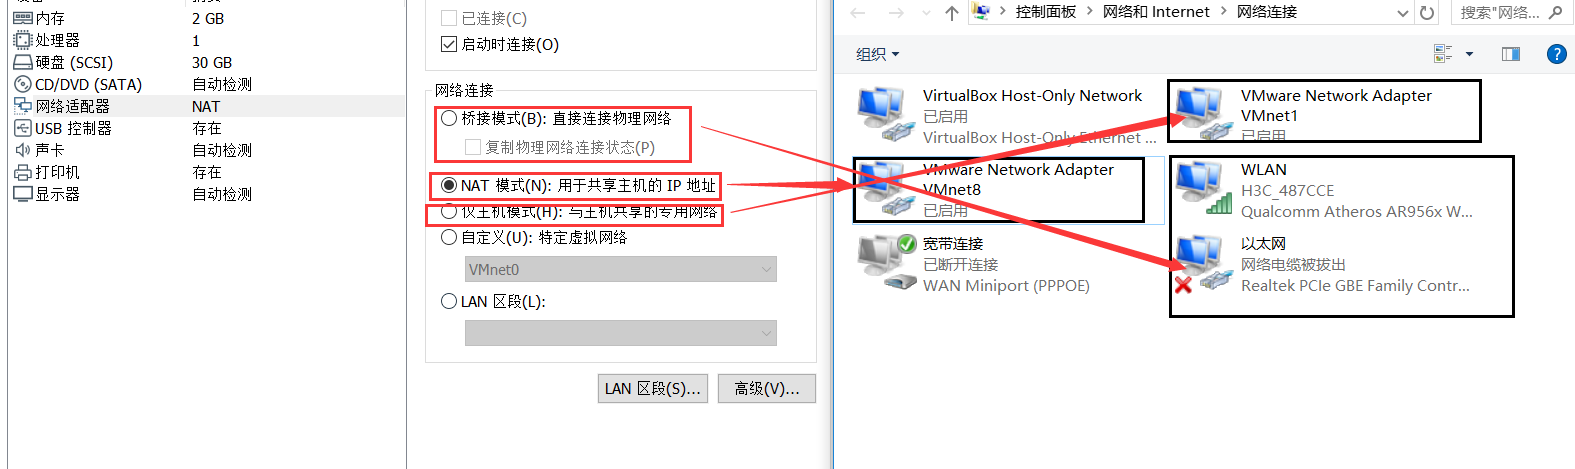 内存 2 GB
处理器 1
硬盘 (SCSI) 30 GB
CD/DVD (SATA) 自动检测
网络适配器 NAT
USB 控制器 存在
声卡 自动检测
打印机 存在
显示器 自动检测
已连接(C)
启动时连接(O)
网络连接
桥接模式(B): 直接连接物理网络
复制物理网络连接状态(P)
NAT 模式(N): 用于共享主机的 IP 地址
仅主机模式(H): 与主机共享的专用网络
自定义(U): 特定虚拟网络
VMnet0
LAN 区段(L):
LAN 区段(S)...
高级(V)...
控制面板 网络和 Internet 网络连接
搜索"网络...
组织
VirtualBox Host-Only Network
已启用
VirtualBox Host-Only Ethernet ...
VMware Network Adapter
VMnet1
已启用
VMware Network Adapter
VMnet8
已启用
WLAN
H3C_487CCE
Qualcomm Atheros AR956x W...
宽带连接
已断开连接
WAN Miniport (PPPOE)
以太网
网络电缆被拔出
Realtek PCIe GBE Family Contr...